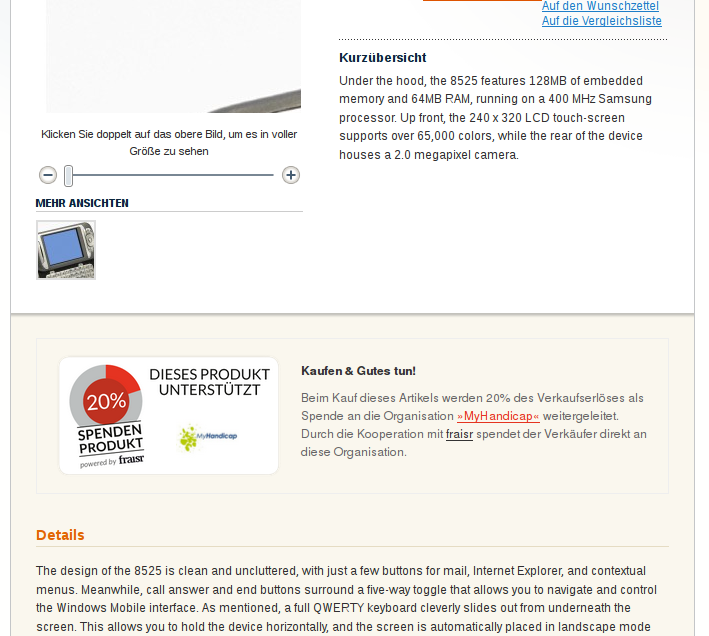 Auf den Wunschzettel
Auf die Vergleichsliste
Kurzübersicht
Under the hood, the 8525 features 128MB of embedded
memory and 64MB RAM, running on a 400 MHz Samsung
processor. Up front, the 240 x 320 LCD touch-screen
supports over 65,000 colors, while the rear of the device
houses a 2.0 megapixel camera.
Klicken Sie doppelt auf das obere Bild, um es in voller
Größe zu sehen
MEHR ANSICHTEN
20%
SPENDEN
PRODUKT
powered by fraisr
DIESES PRODUKT
UNTERSTÜTZT
MyHandicap
Kaufen & Gutes tun!
Beim Kauf dieses Artikels werden 20% des Verkaufserlöses als
Spende an die Organisation »MyHandicap« weitergeleitet.
Durch die Kooperation mit fraisr spendet der Verkäufer direkt an
diese Organisation.
Details
The design of the 8525 is clean and uncluttered, with just a few buttons for mail, Internet Explorer, and contextual
menus. Meanwhile, call answer and end buttons surround a five-way toggle that allows you to navigate and control
the Windows Mobile interface. As mentioned, a full QWERTY keyboard cleverly slides out from underneath the
screen. This allows you to hold the device horizontally, and the screen is automatically placed in landscape mode